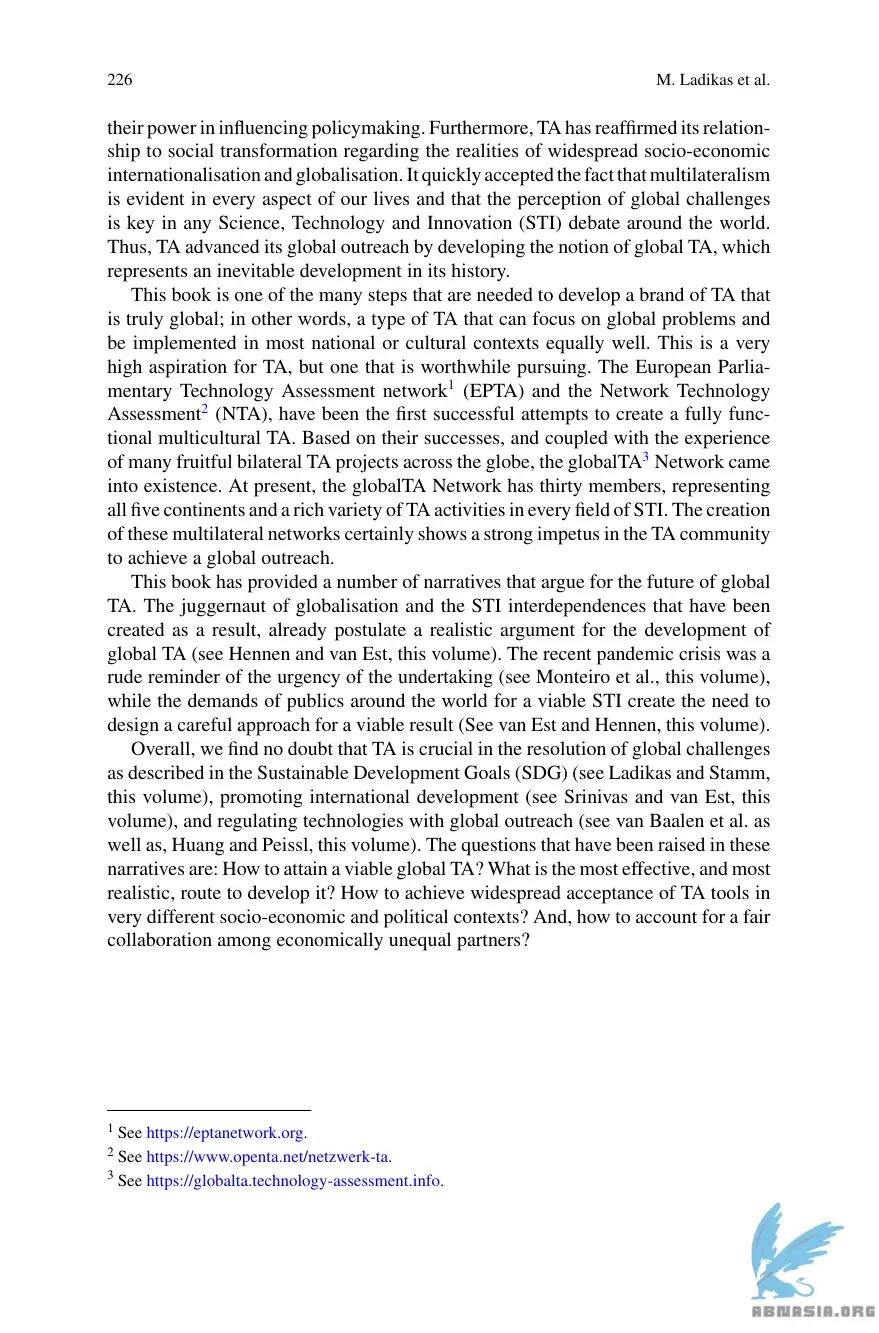 226
M. Ladikas et al.
their power in influencing policymaking. Furthermore, TA has reaffirmed its relation-
ship to social transformation regarding the realities of widespread socio-economic
internationalisation and globalisation. It quickly accepted the fact that multilateralism
is evident in every aspect of our lives and that the perception of global challenges
is key in any Science, Technology and Innovation (STI) debate around the world.
Thus, TA advanced its global outreach by developing the notion of global TA, which
represents an inevitable development in its history.
This book is one of the many steps that are needed to develop a brand of TA that
is truly global; in other words, a type of TA that can focus on global problems and
be implemented in most national or cultural contexts equally well. This is a very
high aspiration for TA, but one that is worthwhile pursuing. The European Parlia-
mentary Technology Assessment network1 (EPTA) and the Network Technology
Assessment2 (NTA), have been the first successful attempts to create a fully func-
tional multicultural TA. Based on their successes, and coupled with the experience
of many fruitful bilateral TA projects across the globe, the globalTA3 Network came
into existence. At present, the globalTA Network has thirty members, representing
all five continents and a rich variety of TA activities in every field of STI. The creation
of these multilateral networks certainly shows a strong impetus in the TA community
to achieve a global outreach.
This book has provided a number of narratives that argue for the future of global
TA. The juggernaut of globalisation and the STI interdependences that have been
created as a result, already postulate a realistic argument for the development of
global TA (see Hennen and van Est, this volume). The recent pandemic crisis was a
rude reminder of the urgency of the undertaking (see Monteiro et al., this volume),
while the demands of publics around the world for a viable STI create the need to
design a careful approach for a viable result (See van Est and Hennen, this volume).
Overall, we find no doubt that TA is crucial in the resolution of global challenges
as described in the Sustainable Development Goals (SDG) (see Ladikas and Stamm,
this volume), promoting international development (see Srinivas and van Est, this
volume), and regulating technologies with global outreach (see van Baalen et al. as
well as, Huang and Peissl, this volume). The questions that have been raised in these
narratives are: How to attain a viable global TA? What is the most effective, and most
realistic, route to develop it? How to achieve widespread acceptance of TA tools in
very different socio-economic and political contexts? And, how to account for a fair
collaboration among economically unequal partners?
1 See https://eptanetwork.org.
2 See https://www.openta.net/netzwerk-ta.
3 See https://globalta.technology-assessment.info.
ABNASIA.ORG